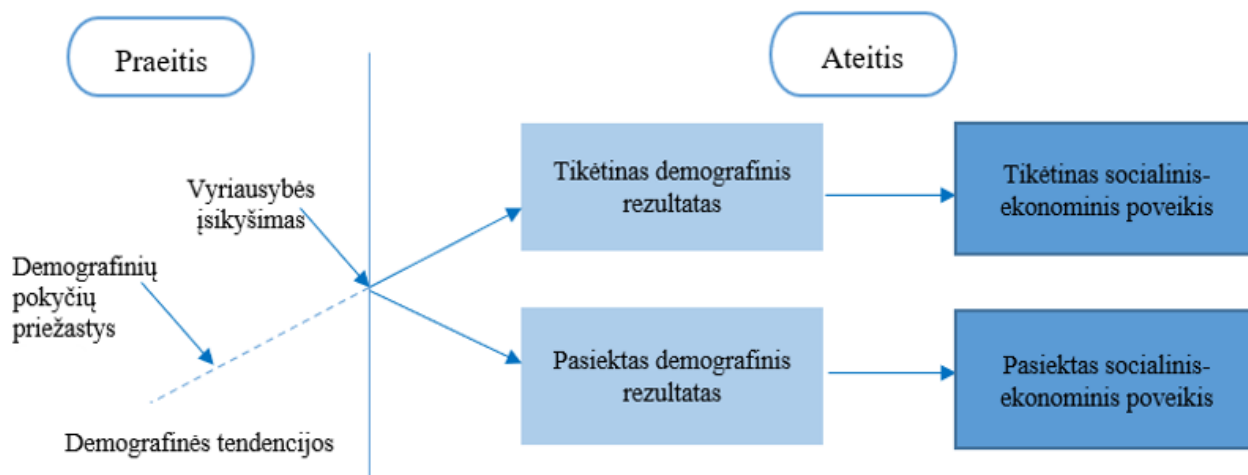 Praeitis
Ateitis
Vyriausybės
įsikyšimas
Demografinių
pokyčių
priežastys
Demografinės tendencijos
Tikėtinas demografinis
rezultatas
Tikėtinas socialinis-
ekonominis poveikis
Pasiektas demografinis
rezultatas
Pasiektas socialinis-
ekonominis poveikis